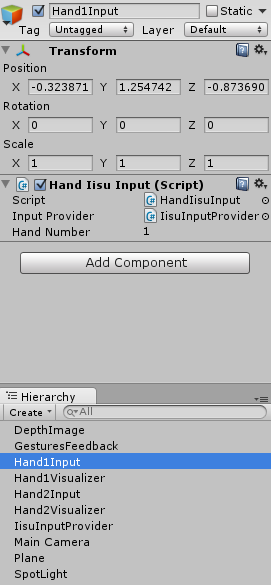 Hand1Input Static
Tag Untagged Layer Default
Transform
Position
X -0.323871 Y 1.254742 Z -0.873690
Rotation
X 0 Y 0 Z 0
Scale
X 1 Y 1 Z 1
Hand Iisu Input (Script)
Script HandIisuInput
Input Provider IisuInputProvider
Hand Number 1
Add Component
Hierarchy
Create All
DepthImage
GesturesFeedback
Hand1Input
Hand1Visualizer
Hand2Input
Hand2Visualizer
IisuInputProvider
Main Camera
Plane
SpotLight